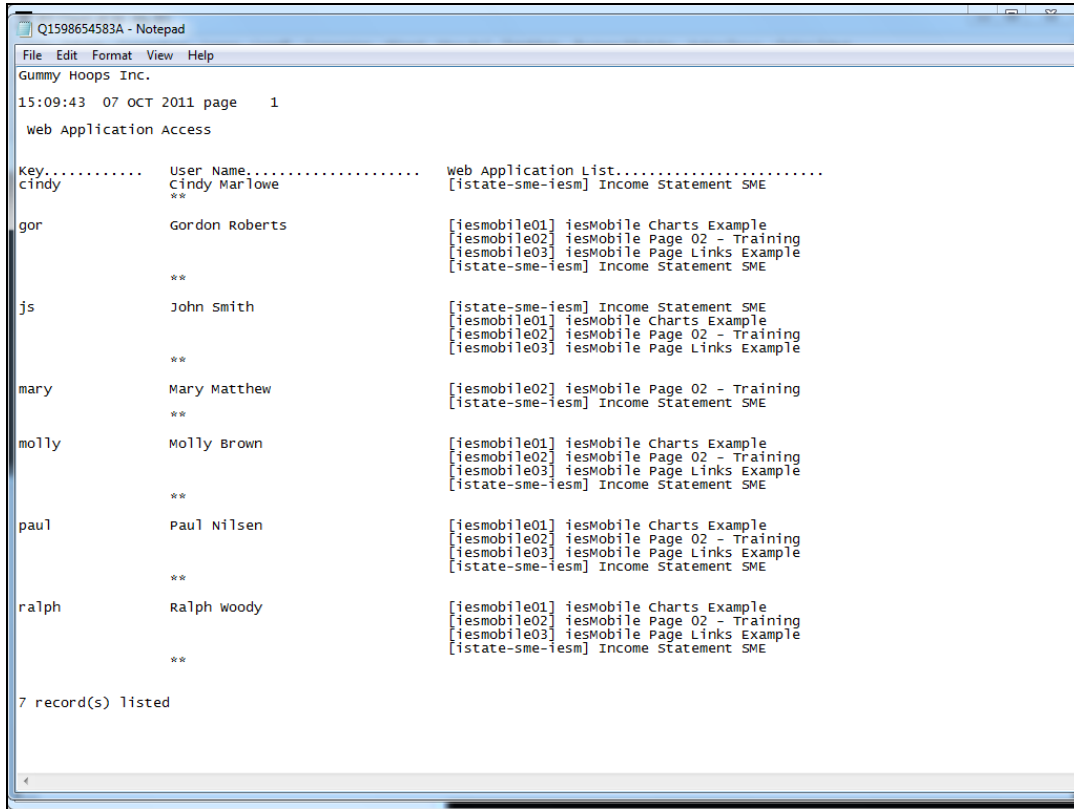 Q1598654583A - Notepad
File Edit Format View Help
Gummy Hoops Inc.
15:09:43 07 OCT 2011 page 1
Web Application Access
Key............ User Name..................... Web Application List.........................
cindy Cindy Marlowe [istate-sme-iesm] Income Statement SME
**
gor Gordon Roberts [iesmobile01] iesMobile Charts Example
[iesmobile02] iesMobile Page 02 - Training
[iesmobile03] iesMobile Page Links Example
[istate-sme-iesm] Income Statement SME
**
js John Smith [istate-sme-iesm] Income Statement SME
[iesmobile01] iesMobile Charts Example
[iesmobile02] iesMobile Page 02 - Training
[iesmobile03] iesMobile Page Links Example
**
mary Mary Matthew [iesmobile02] iesMobile Page 02 - Training
[istate-sme-iesm] Income Statement SME
**
molly Molly Brown [iesmobile01] iesMobile Charts Example
[iesmobile02] iesMobile Page 02 - Training
[iesmobile03] iesMobile Page Links Example
[istate-sme-iesm] Income Statement SME
**
paul Paul Nilsen [iesmobile01] iesMobile Charts Example
[iesmobile02] iesMobile Page 02 - Training
[iesmobile03] iesMobile Page Links Example
[istate-sme-iesm] Income Statement SME
**
ralph Ralph Woody [iesmobile01] iesMobile Charts Example
[iesmobile02] iesMobile Page 02 - Training
[iesmobile03] iesMobile Page Links Example
[istate-sme-iesm] Income Statement SME
**
7 record(s) listed